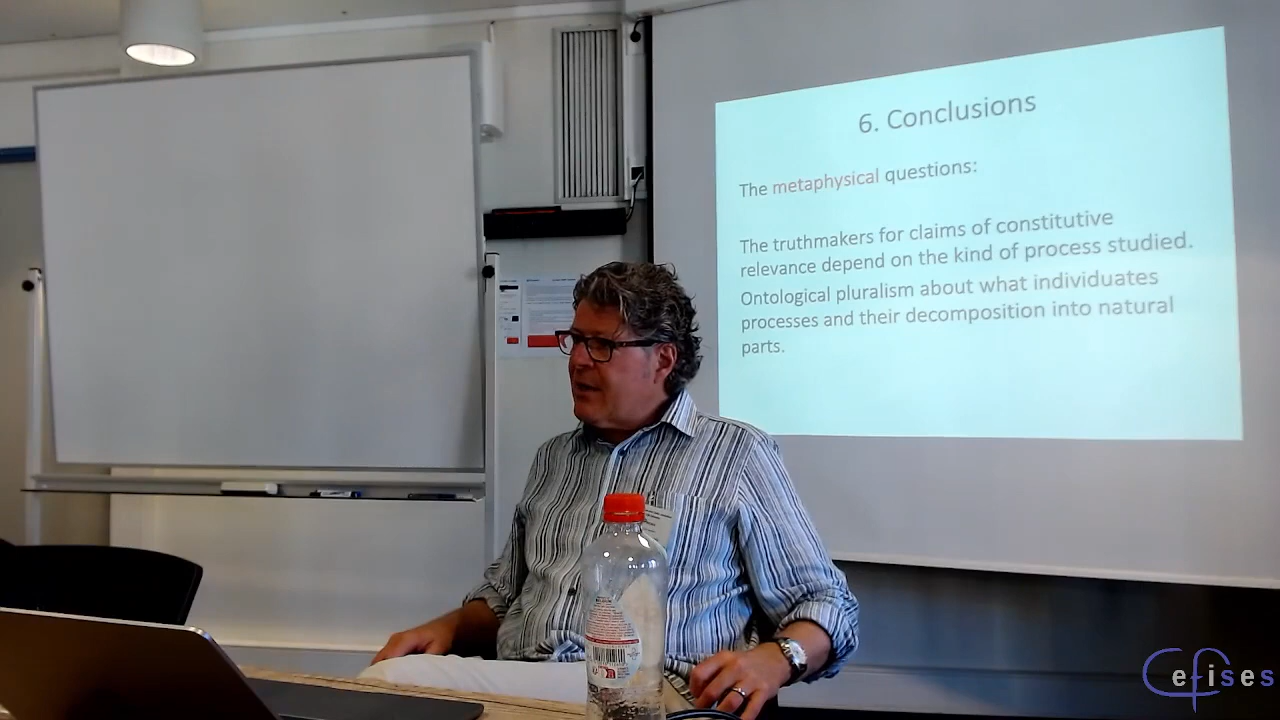 6. Conclusions
The metaphysical questions:
The truthmakers for claims of constitutive
relevance depend on the kind of process studied.
Ontological pluralism about what individuates
processes and their decomposition into natural
parts.
Cefises